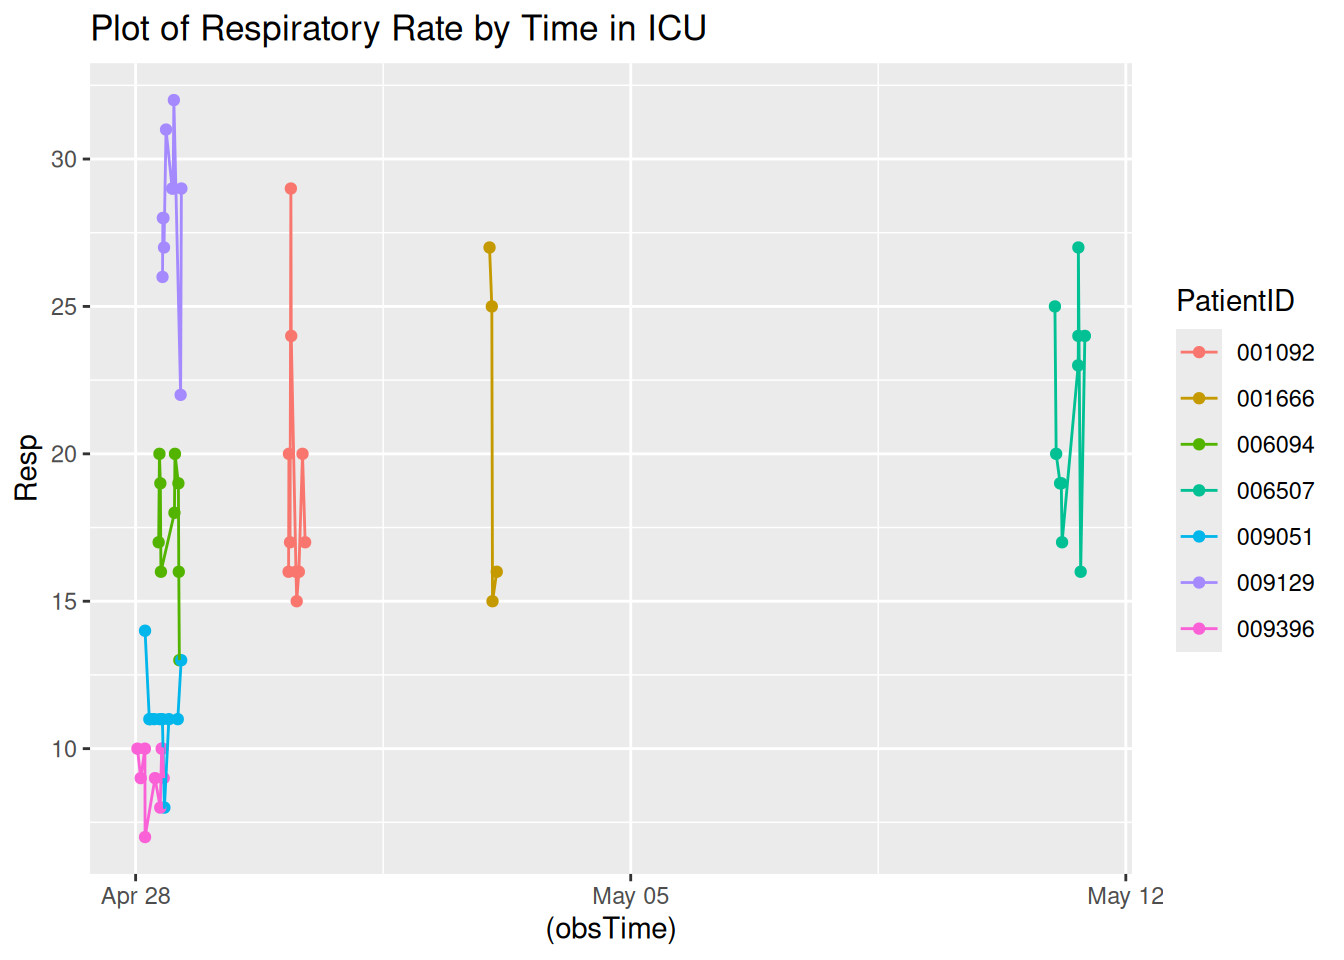 Plot of Respiratory Rate by Time in ICU
30
25
20
15
10
Resp
Apr 28
May 05
May 12
(obsTime)
PatientID
001092
001666
006094
006507
009051
009129
009396